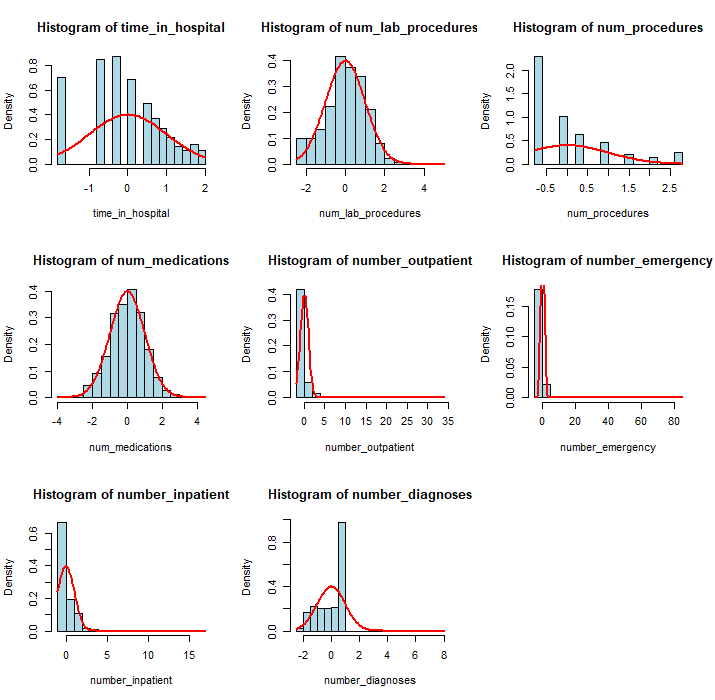 Histogram of time_in_hospital
Density
0.0 0.2 0.4 0.6 0.8
-1 0 1 2
time_in_hospital
Histogram of num_lab_procedures
Density
0.0 0.1 0.2 0.3 0.4
-2 0 2 4
num_lab_procedures
Histogram of num_procedures
Density
0.0 0.5 1.0 1.5 2.0
-0.5 0.5 1.5 2.5
num_procedures
Histogram of num_medications
Density
0.0 0.1 0.2 0.3 0.4
-4 -2 0 2 4
num_medications
Histogram of number_outpatient
Density
0.0 0.1 0.2 0.3 0.4
0 5 10 15 20 25 30 35
number_outpatient
Histogram of number_emergency
Density
0.00 0.05 0.10 0.15
0 20 40 60 80
number_emergency
Histogram of number_inpatient
Density
0.0 0.2 0.4 0.6
0 5 10 15
number_inpatient
Histogram of number_diagnoses
Density
0.0 0.4 0.8
-2 0 2 4 6 8
number_diagnoses